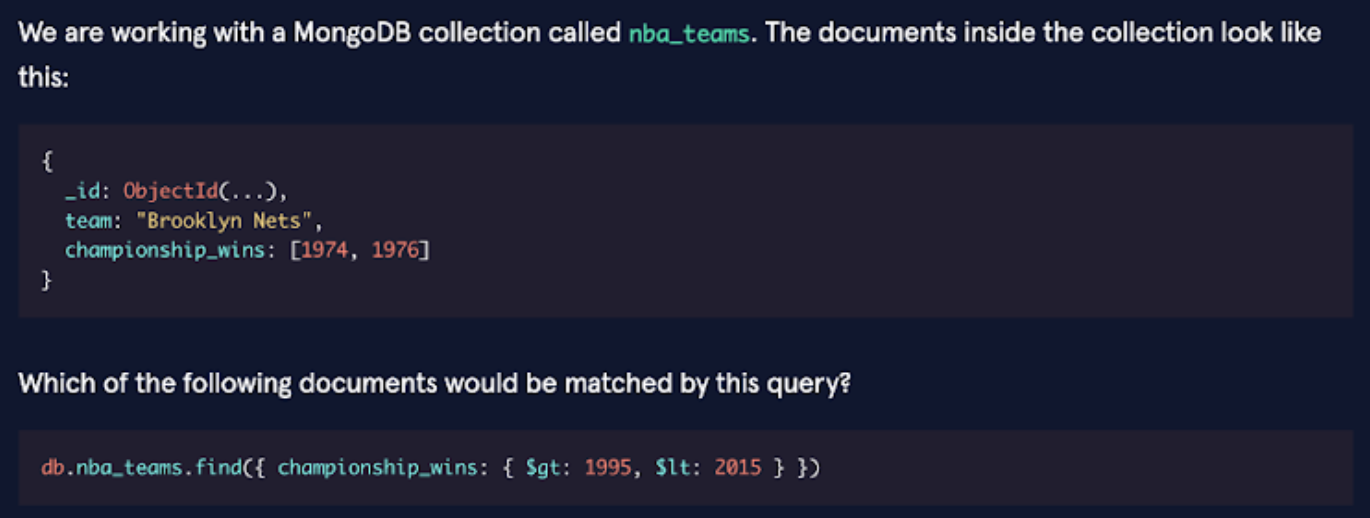 We are working with a MongoDB collection called nba_teams. The documents inside the collection look like
this:
{
  _id: ObjectId(...),
  team: "Brooklyn Nets",
  championship_wins: [1974, 1976]
}
Which of the following documents would be matched by this query?
db.nba_teams.find({ championship_wins: { $gt: 1995, $lt: 2015 } })